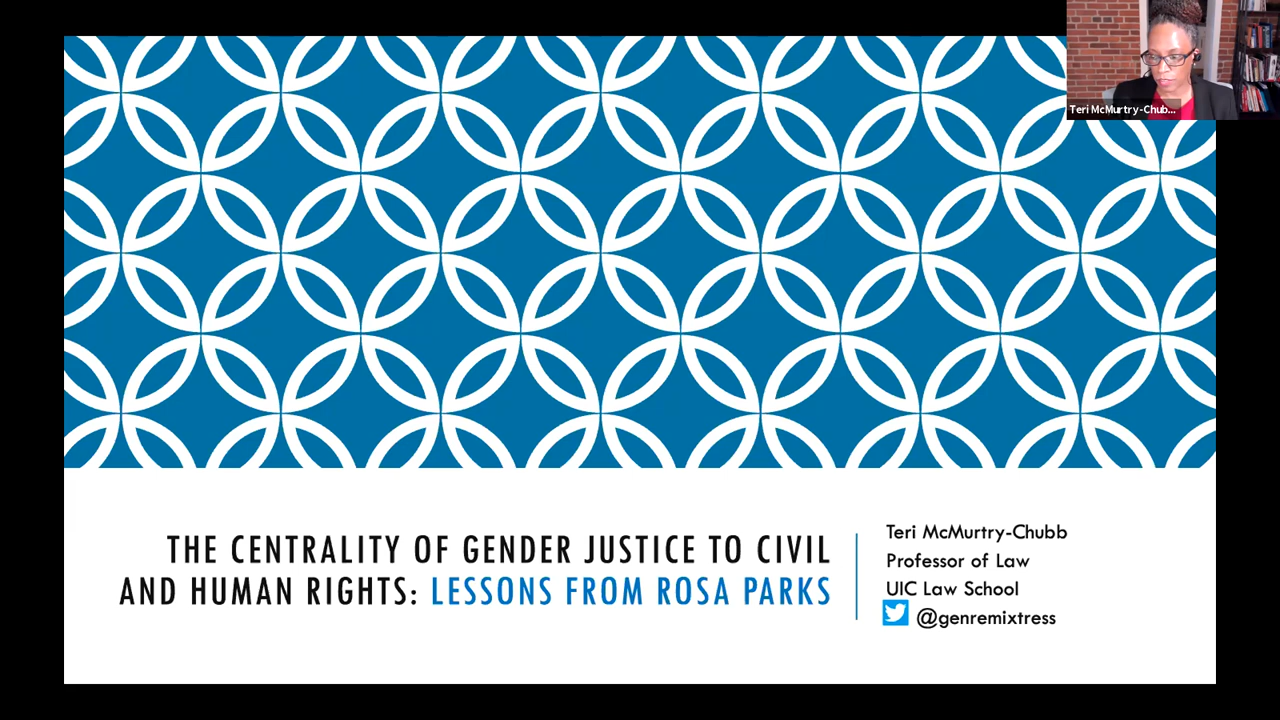 Teri McMurtry-Chub...
THE CENTRALITY OF GENDER JUSTICE TO CIVIL
AND HUMAN RIGHTS: LESSONS FROM ROSA PARKS
Teri McMurtry-Chubb
Professor of Law
UIC Law School
@genremixtress